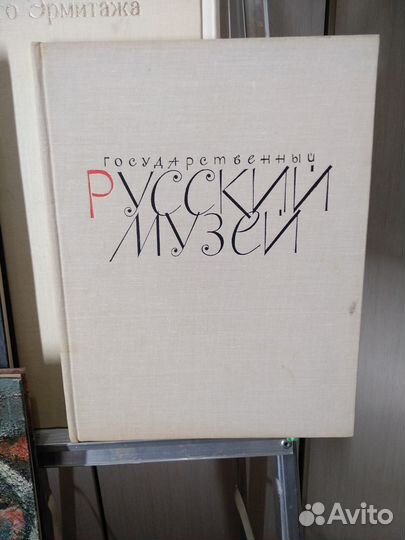 о Эрмитажа
государственный
Русский
музей
Avito